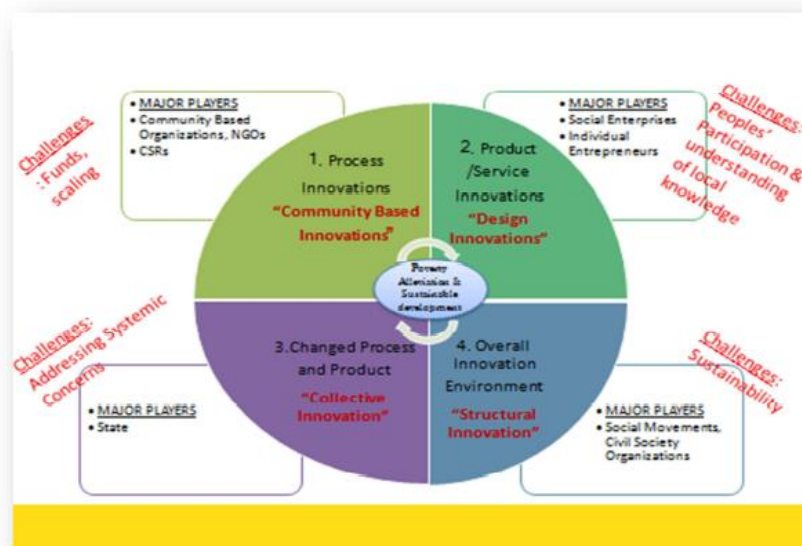 • MAJOR PLAYERS
• Community Based
Organizations, NGOs
• CSRs
Challenges
: Funds,
scaling
1. Process
Innovations
“Community Based
Innovations”
• MAJOR PLAYERS
• Social Enterprises
• Individual
Entrepreneurs
Challenges:
Peoples’
Participation &
understanding
of local
knowledge
2. Product
/Service
Innovations
“Design
Innovations”
Poverty
Alleviation &
Sustainable
development
3.Changed Process
and Product
“Collective
Innovation”
Challenges:
Addressing Systemic
Concerns
• MAJOR PLAYERS
• State
4. Overall
Innovation
Environment
“Structural
Innovation”
Challenges:
Sustainability
• MAJOR PLAYERS
• Social Movements,
Civil Society
Organizations